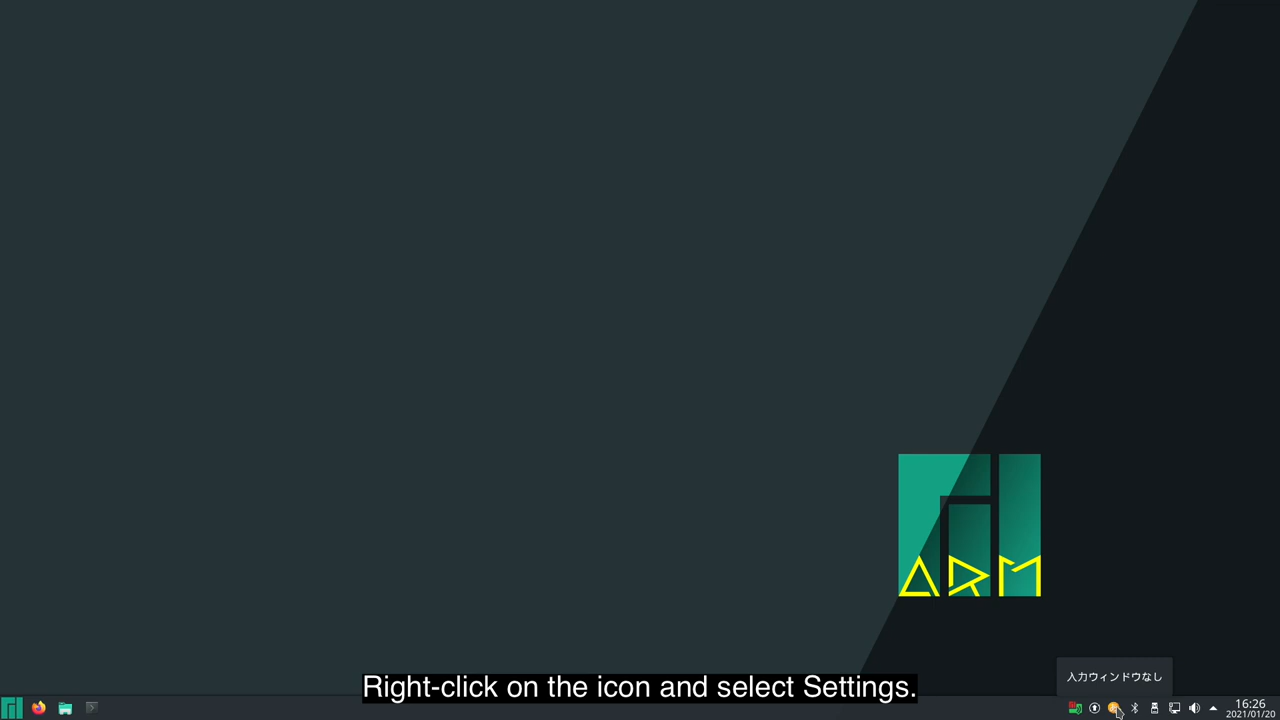 ARM
入力ウィンドウなし
Right-click on the icon and select Settings.
16:26
2021/01/20